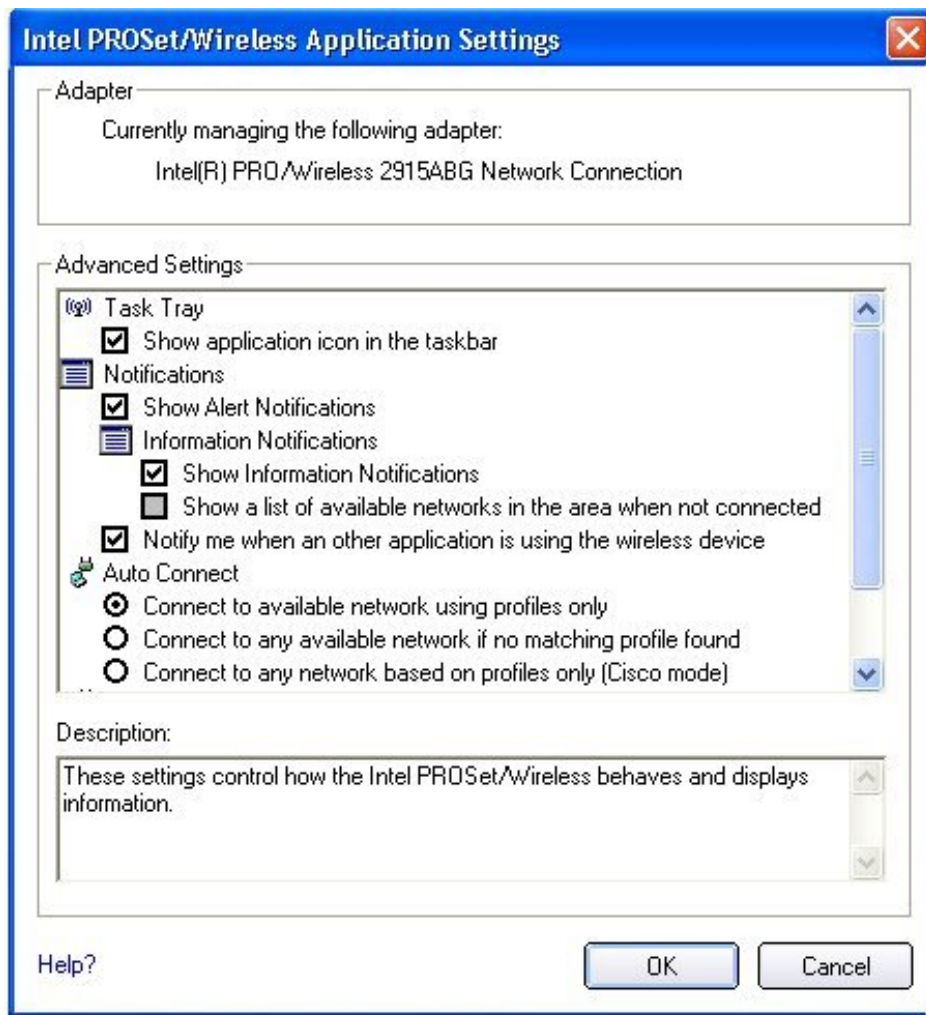 Intel PROSet/Wireless Application Settings
Adapter
Currently managing the following adapter:
Intel(R) PRO/Wireless 2915ABG Network Connection
Advanced Settings
Task Tray
Show application icon in the taskbar
Notifications
Show Alert Notifications
Information Notifications
Show Information Notifications
Show a list of available networks in the area when not connected
Notify me when an other application is using the wireless device
Auto Connect
Connect to available network using profiles only
Connect to any available network if no matching profile found
Connect to any network based on profiles only (Cisco mode)
Description:
These settings control how the Intel PROSet/Wireless behaves and displays
information.
Help?
OK
Cancel